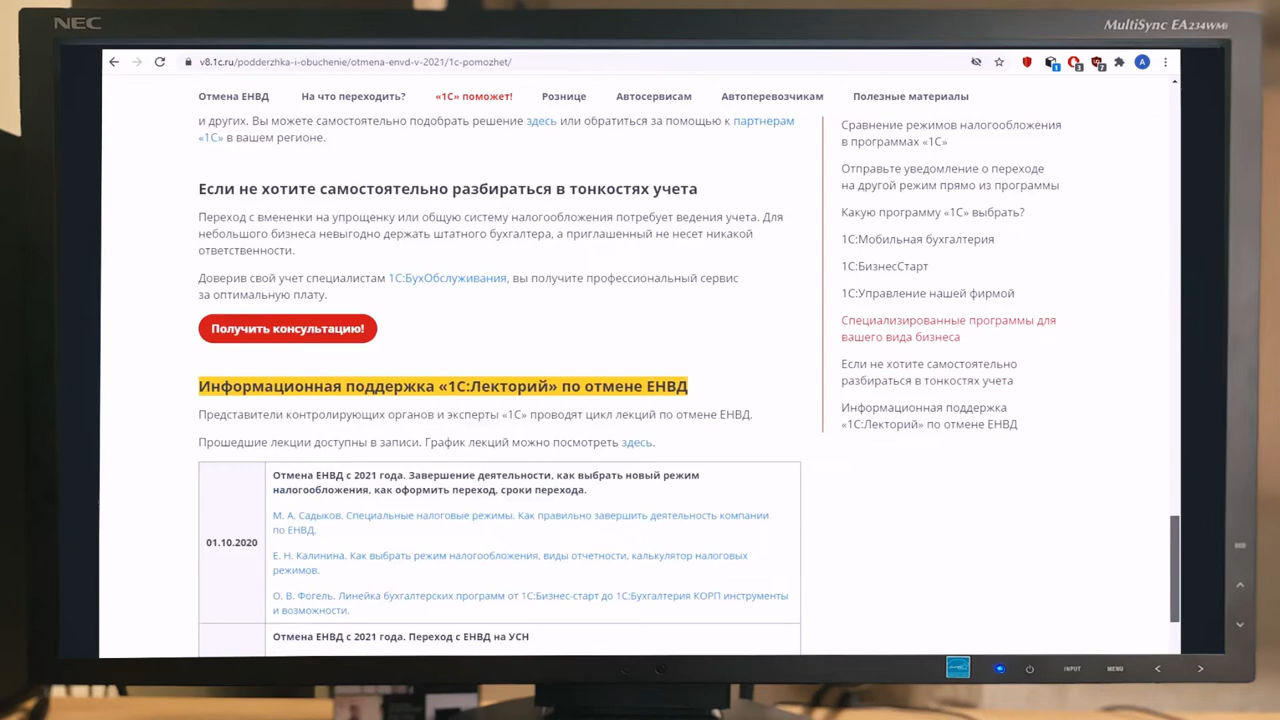 NEC
MultiSync EA234WMi
v8.1c.ru/podderzhka-i-obuchenie/otmena-envd-v-2021/1c-pomozhet/
Отмена ЕНВД
На что переходить?
«1С» поможет!
Рознице
Автосервисам
Автоперевозчикам
Полезные материалы
и других. Вы можете самостоятельно подобрать решение здесь или обратиться за помощью к партнерам
«1С» в вашем регионе.
Если не хотите самостоятельно разбираться в тонкостях учета
Переход с вмененки на упрощенку или общую систему налогообложения потребует ведения учета. Для
небольшого бизнеса невыгодно держать штатного бухгалтера, а приглашенный не несет никакой
ответственности.
Доверив свой учет специалистам 1С:БухОбслуживания, вы получите профессиональный сервис
за оптимальную плату.
Получить консультацию!
Информационная поддержка «1С:Лекторий» по отмене ЕНВД
Представители контролирующих органов и эксперты «1С» проводят цикл лекций по отмене ЕНВД.
Прошедшие лекции доступны в записи. График лекций можно посмотреть здесь.
01.10.2020
Отмена ЕНВД с 2021 года. Завершение деятельности, как выбрать новый режим
налогообложения, как оформить переход, сроки перехода.
М. А. Садыков. Специальные налоговые режимы. Как правильно завершить деятельность компании
по ЕНВД.
Е. Н. Калинина. Как выбрать режим налогообложения, виды отчетности, калькулятор налоговых
режимов.
О. В. Фогель. Линейка бухгалтерских программ от 1С:Бизнес-старт до 1С:Бухгалтерия КОРП инструменты
и возможности.
Отмена ЕНВД с 2021 года. Переход с ЕНВД на УСН
Сравнение режимов налогообложения
в программах «1С»
Отправьте уведомление о переходе
на другой режим прямо из программы
Какую программу «1С» выбрать?
1С:Мобильная бухгалтерия
1С:БизнесСтарт
1С:Управление нашей фирмой
Специализированные программы для
вашего вида бизнеса
Если не хотите самостоятельно
разбираться в тонкостях учета
Информационная поддержка
«1С:Лекторий» по отмене ЕНВД
INPUT
MENU